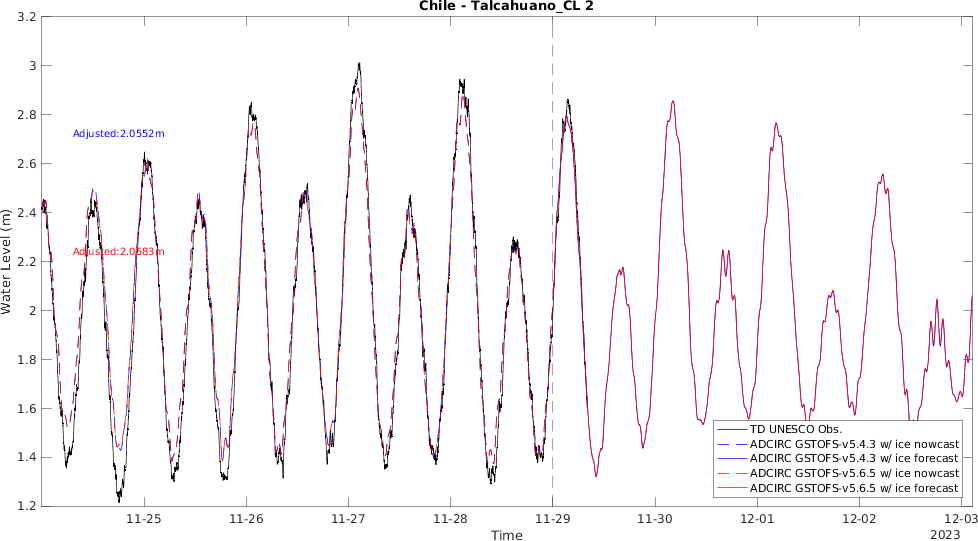 Chile - Talcahuano_CL 2
3.2
3
2.8
2.6
2.4
2.2
2
1.8
1.6
1.4
1.2
Water Level (m)
Adjusted:2.0552m
Adjusted:2.0683m
TD UNESCO Obs.
ADCIRC GSTOFS-v5.4.3 w/ ice nowcast
ADCIRC GSTOFS-v5.4.3 w/ ice forecast
ADCIRC GSTOFS-v5.6.5 w/ ice nowcast
ADCIRC GSTOFS-v5.6.5 w/ ice forecast
11-25 11-26 11-27 11-28 11-29 11-30 12-01 12-02 12-03
Time
2023